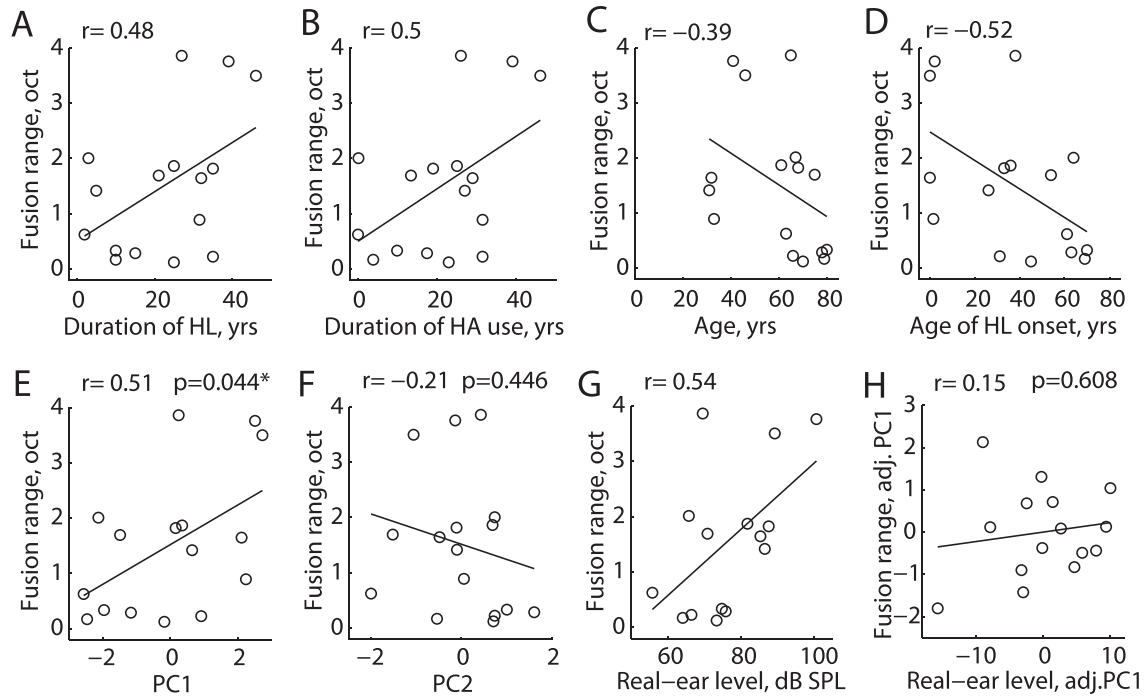 A
r= 0.48
Fusion range, oct
4
3
2
1
0
0 20 40
Duration of HL, yrs
B
r= 0.5
Fusion range, oct
4
3
2
1
0
0 20 40
Duration of HA use, yrs
C
r= −0.39
Fusion range, oct
4
3
2
1
0
0 20 40 60 80
Age, yrs
D
r= −0.52
Fusion range, oct
4
3
2
1
0
0 20 40 60 80
Age of HL onset, yrs
E
r= 0.51 p=0.044*
Fusion range, oct
4
3
2
1
0
−2 0 2
PC1
F
r= −0.21 p=0.446
Fusion range, oct
4
3
2
1
0
−2 0 2
PC2
G
r= 0.54
Fusion range, oct
4
3
2
1
0
60 80 100
Real−ear level, dB SPL
H
r= 0.15 p=0.608
Fusion range, adj. PC1
3
2
1
0
−1
−2
−10 0 10
Real−ear level, adj.PC1